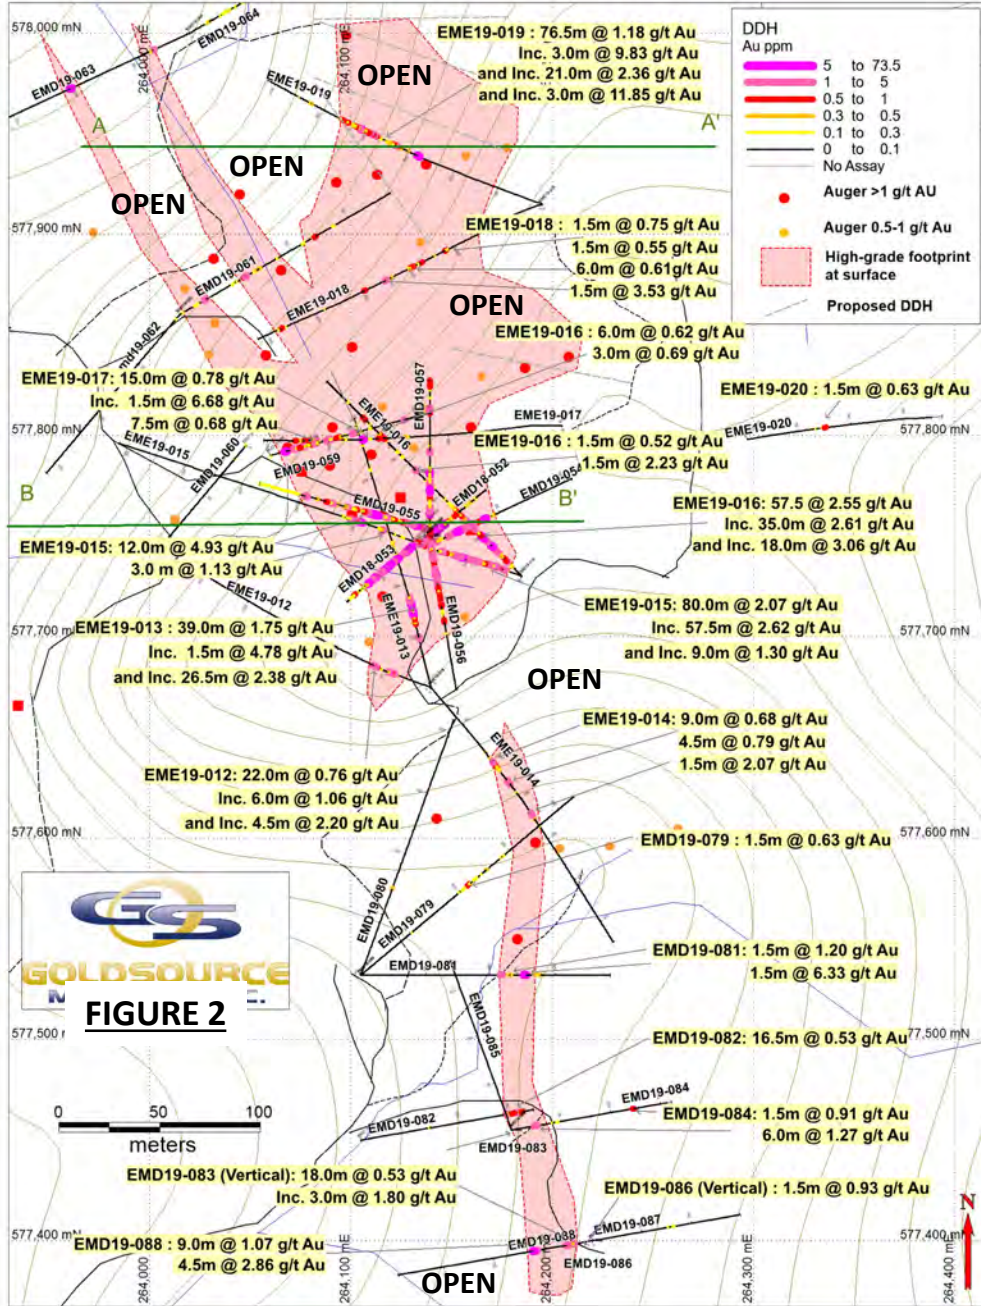 578,000 mN
264,000 mE
EMD19-064
264,100 mE
EME19-019 : 76.5m @ 1.18 g/t Au
Inc. 3.0m @ 9.83 g/t Au
and Inc. 21.0m @ 2.36 g/t Au
and Inc. 3.0m @ 11.85 g/t Au
DDH
Au ppm
5 to 73.5
1 to 5
0.5 to 1
0.3 to 0.5
0.1 to 0.3
0 to 0.1
No Assay
Auger >1 g/t AU
Auger 0.5-1 g/t Au
High-grade footprint
at surface
Proposed DDH
EMD19-063
OPEN
EME19-019
A
A'
OPEN
OPEN
577,900 mN
EME19-018 : 1.5m @ 0.75 g/t Au
1.5m @ 0.55 g/t Au
6.0m @ 0.61g/t Au
1.5m @ 3.53 g/t Au
EMD19-061
EME19-018
OPEN
Emd19-062
EME19-016 : 6.0m @ 0.62 g/t Au
3.0m @ 0.69 g/t Au
EME19-017: 15.0m @ 0.78 g/t Au
Inc. 1.5m @ 6.68 g/t Au
7.5m @ 0.68 g/t Au
EMD19-057
EME19-020 : 1.5m @ 0.63 g/t Au
EME19-017
EME19-016
EME19-020
577,800 mN
577,800 mN
EME19-015
EMD19-060
EMD19-059
EME19-016 : 1.5m @ 0.52 g/t Au
1.5m @ 2.23 g/t Au
EMD18-052
EMD19-054
B
EMD19-055
B'
EME19-016: 57.5 @ 2.55 g/t Au
Inc. 35.0m @ 2.61 g/t Au
and Inc. 18.0m @ 3.06 g/t Au
EME19-015: 12.0m @ 4.93 g/t Au
3.0 m @ 1.13 g/t Au
EMD18-053
EME19-012
EME19-015: 80.0m @ 2.07 g/t Au
Inc. 57.5m @ 2.62 g/t Au
and Inc. 9.0m @ 1.30 g/t Au
577,700 mN
577,700 mN
EME19-013 : 39.0m @ 1.75 g/t Au
Inc. 1.5m @ 4.78 g/t Au
and Inc. 26.5m @ 2.38 g/t Au
EME19-013
EMD19-056
OPEN
EME19-014: 9.0m @ 0.68 g/t Au
4.5m @ 0.79 g/t Au
1.5m @ 2.07 g/t Au
EME19-014
EME19-012: 22.0m @ 0.76 g/t Au
Inc. 6.0m @ 1.06 g/t Au
and Inc. 4.5m @ 2.20 g/t Au
577,600 mN
577,600 mN
EMD19-079 : 1.5m @ 0.63 g/t Au
EMD19-080
EMD19-079
GS
GOLDSOURCE
FIGURE 2
EMD19-081
EMD19-081: 1.5m @ 1.20 g/t Au
1.5m @ 6.33 g/t Au
EMD19-085
577,500
577,500 mN
EMD19-082: 16.5m @ 0.53 g/t Au
0 50 100
meters
EMD19-082
EMD19-084
EMD19-083
EMD19-084: 1.5m @ 0.91 g/t Au
6.0m @ 1.27 g/t Au
EMD19-083 (Vertical): 18.0m @ 0.53 g/t Au
Inc. 3.0m @ 1.80 g/t Au
EMD19-086 (Vertical) : 1.5m @ 0.93 g/t Au
N
577,400 mN
577,400 mN
EMD19-088 : 9.0m @ 1.07 g/t Au
4.5m @ 2.86 g/t Au
EMD19-088
EMD19-087
EMD19-086
OPEN
264,000 mE
264,100 mE
264,200 mE
264,300 mE
264,400 mE